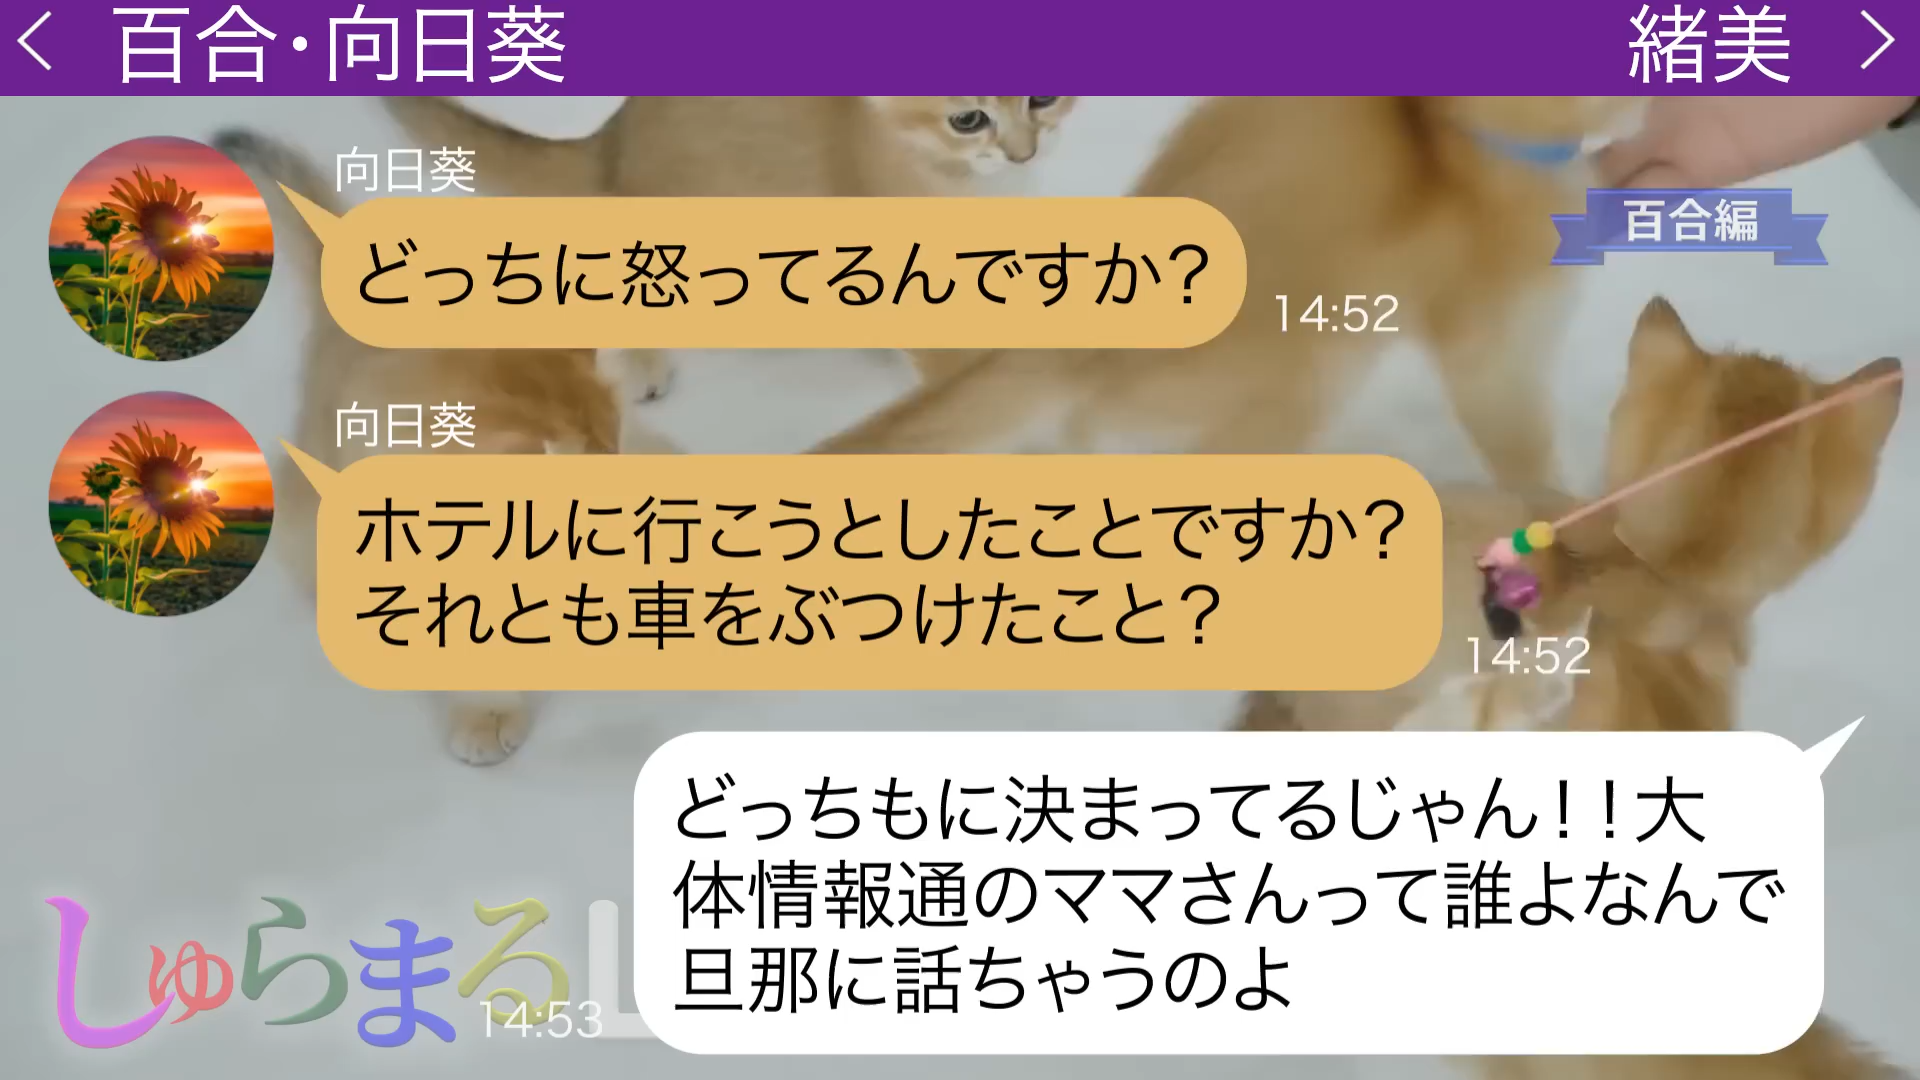 百合・向日葵
緒美
百合編
向日葵
どっちに怒ってるんですか?
14:52
向日葵
ホテルに行こうとしたことですか?
それとも車をぶつけたこと?
14:52
どっちもに決まってるじゃん!!大
体情報通のママさんって誰よなんで
旦那に話ちゃうのよ
14:53
しゅらまるL